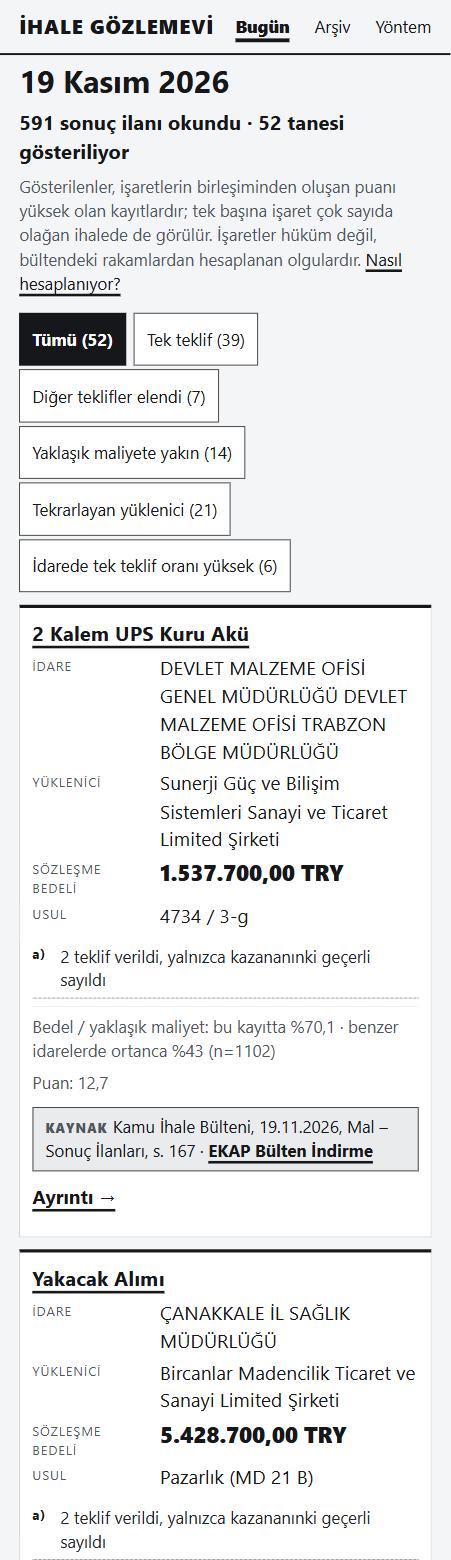 İHALE GÖZLEMEVİ Bugün Arşiv Yöntem
19 Kasım 2026
591 sonuç ilanı okundu · 52 tanesi
gösteriliyor
Gösterilenler, işaretlerin birleşiminden oluşan puanı
yüksek olan kayıtlardır; tek başına işaret çok sayıda
olağan ihalede de görülür. İşaretler hüküm değil,
bültendeki rakamlardan hesaplanan olgulardır. Nasıl
hesaplanıyor?
Tümü (52) Tek teklif (39)
Diğer teklifler elendi (7)
Yaklaşık maliyete yakın (14)
Tekrarlayan yüklenici (21)
İdarede tek teklif oranı yüksek (6)
2 Kalem UPS Kuru Akü
İDARE DEVLET MALZEME OFİSİ
GENEL MÜDÜRLÜĞÜ DEVLET
MALZEME OFİSİ TRABZON
BÖLGE MÜDÜRLÜĞÜ
YÜKLENİCİ Sunerji Güç ve Bilişim
Sistemleri Sanayi ve Ticaret
Limited Şirketi
SÖZLEŞME BEDELİ 1.537.700,00 TRY
USUL 4734 / 3-g
a) 2 teklif verildi, yalnızca kazananınki geçerli
sayıldı
Bedel / yaklaşık maliyet: bu kayıtta %70,1 · benzer
idarelerde ortanca %43 (n=1102)
Puan: 12,7
KAYNAK Kamu İhale Bülteni, 19.11.2026, Mal –
Sonuç İlanları, s. 167 · EKAP Bülten İndirme
Ayrıntı →
Yakacak Alımı
İDARE ÇANAKKALE İL SAĞLIK
MÜDÜRLÜĞÜ
YÜKLENİCİ Bircanlar Madencilik Ticaret ve
Sanayi Limited Şirketi
SÖZLEŞME BEDELİ 5.428.700,00 TRY
USUL Pazarlık (MD 21 B)
a) 2 teklif verildi, yalnızca kazananınki geçerli
sayıldı